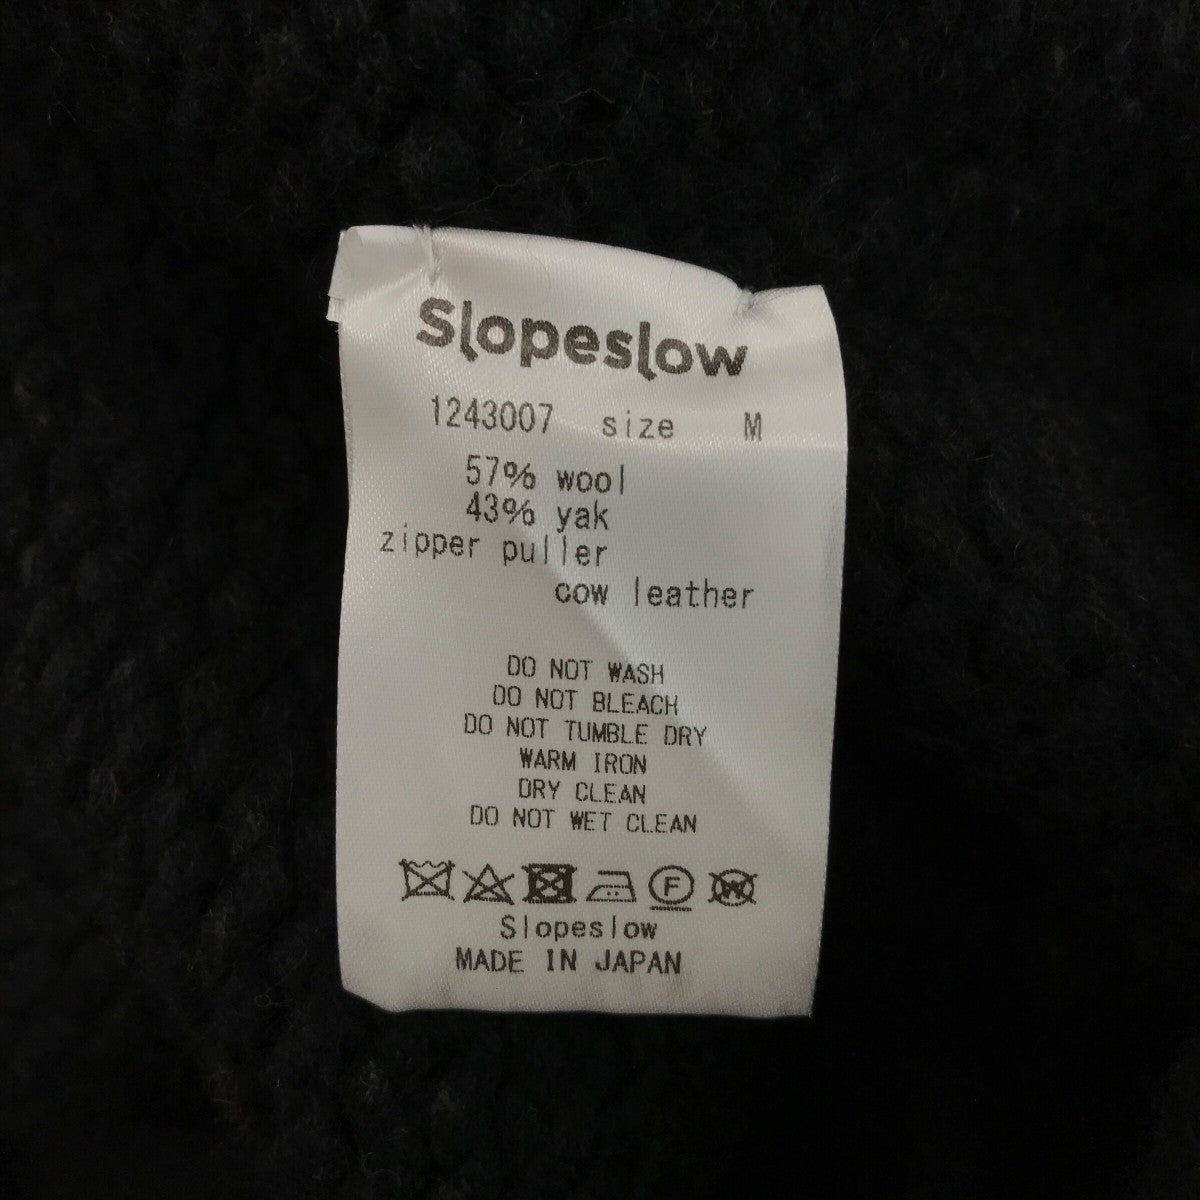 Slopeslow
1243007 size M
57% wool
43% yak
zipper puller
cow leather
DO NOT WASH
DO NOT BLEACH
DO NOT TUMBLE DRY
WARM IRON
DRY CLEAN
DO NOT WET CLEAN
F W
Slopeslow
MADE IN JAPAN